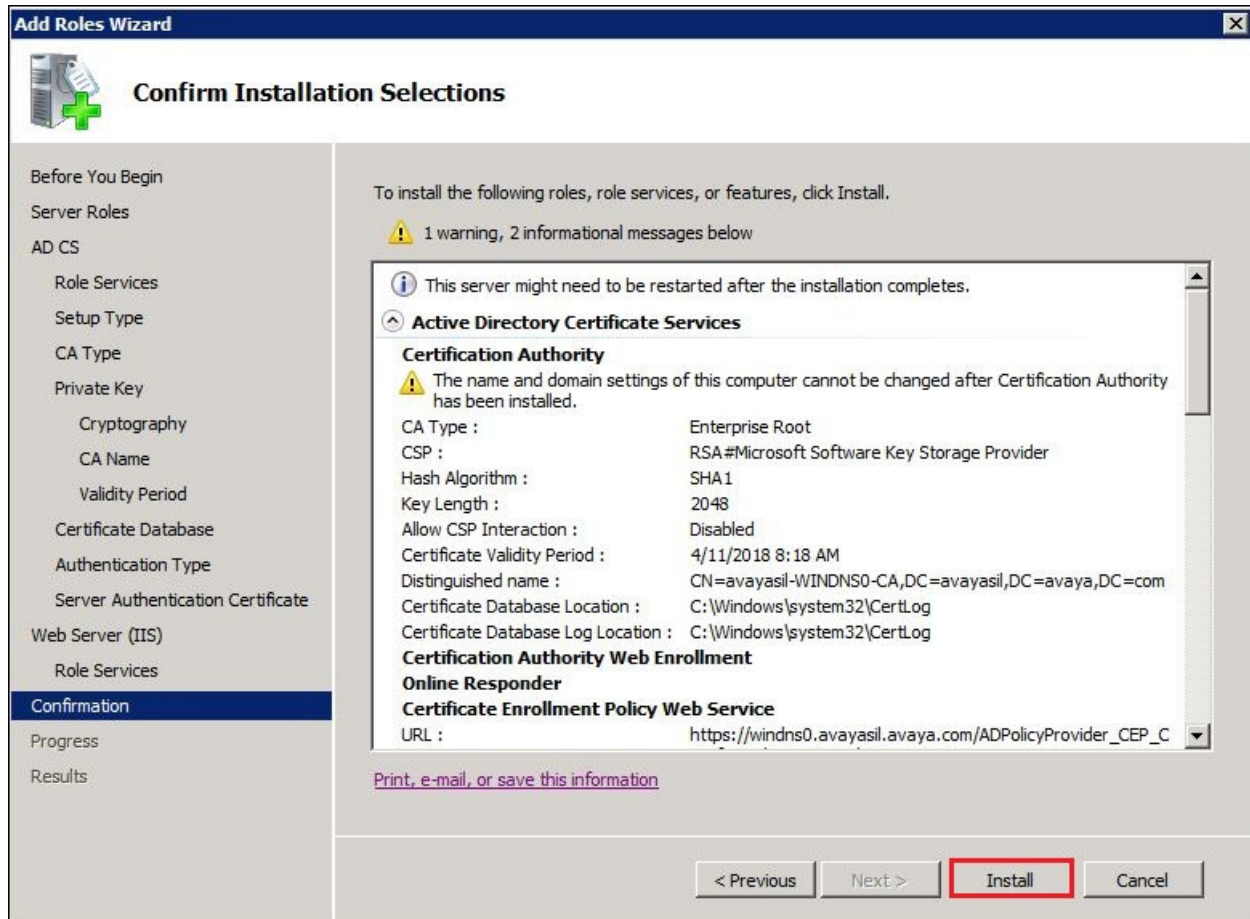 Add Roles Wizard
Confirm Installation Selections
Before You Begin
Server Roles
AD CS
Role Services
Setup Type
CA Type
Private Key
Cryptography
CA Name
Validity Period
Certificate Database
Authentication Type
Server Authentication Certificate
Web Server (IIS)
Role Services
Confirmation
Progress
Results
To install the following roles, role services, or features, click Install.
1 warning, 2 informational messages below
This server might need to be restarted after the installation completes.
Active Directory Certificate Services
Certification Authority
The name and domain settings of this computer cannot be changed after Certification Authority
has been installed.
CA Type : Enterprise Root
CSP : RSA#Microsoft Software Key Storage Provider
Hash Algorithm : SHA1
Key Length : 2048
Allow CSP Interaction : Disabled
Certificate Validity Period : 4/11/2018 8:18 AM
Distinguished name : CN=avayasil-WINDNS0-CA,DC=avayasil,DC=avaya,DC=com
Certificate Database Location : C:\Windows\system32\CertLog
Certificate Database Log Location : C:\Windows\system32\CertLog
Certification Authority Web Enrollment
Online Responder
Certificate Enrollment Policy Web Service
URL : https://windns0.avayasil.avaya.com/ADPolicyProvider_CEP_C
Print, e-mail, or save this information
< Previous
Next >
Install
Cancel